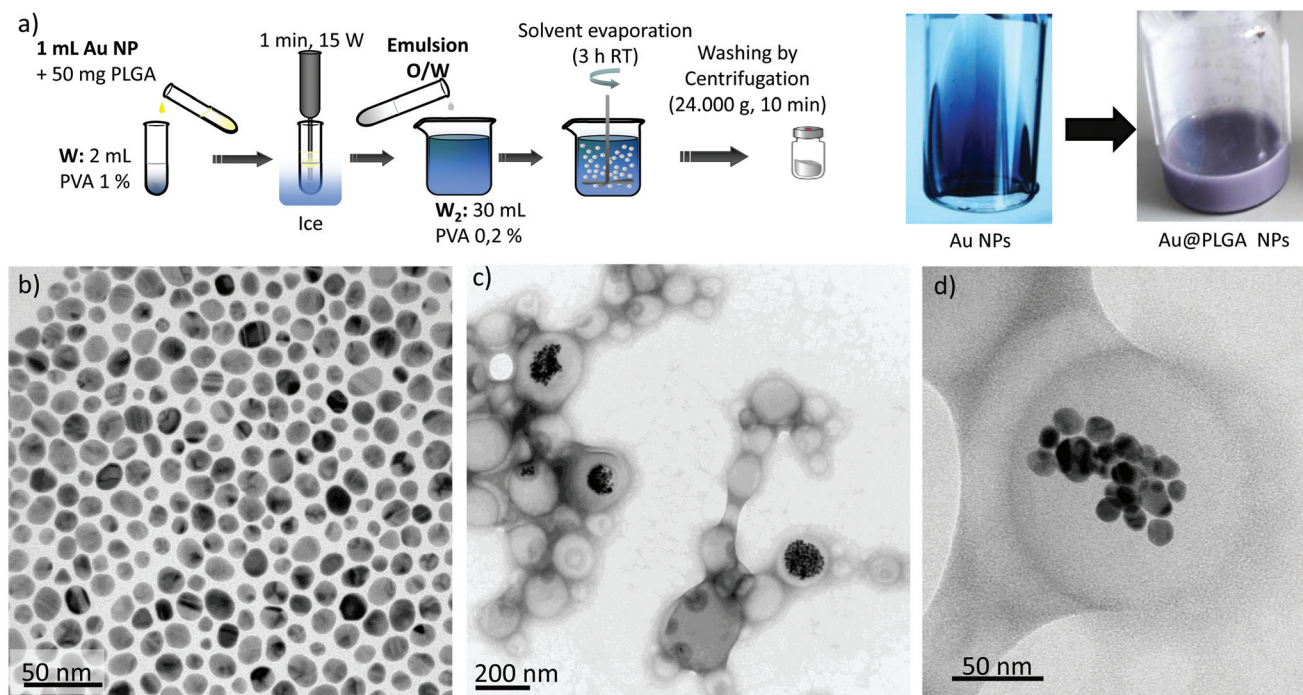 a)
1 mL Au NP
+ 50 mg PLGA
W: 2 mL
PVA 1 %
1 min, 15 W
Ice
Emulsion
O/W
W₂: 30 mL
PVA 0,2 %
Solvent evaporation
(3 h RT)
Washing by
Centrifugation
(24.000 g, 10 min)
Au NPs
Au@PLGA NPs
b)
50 nm
c)
200 nm
d)
50 nm